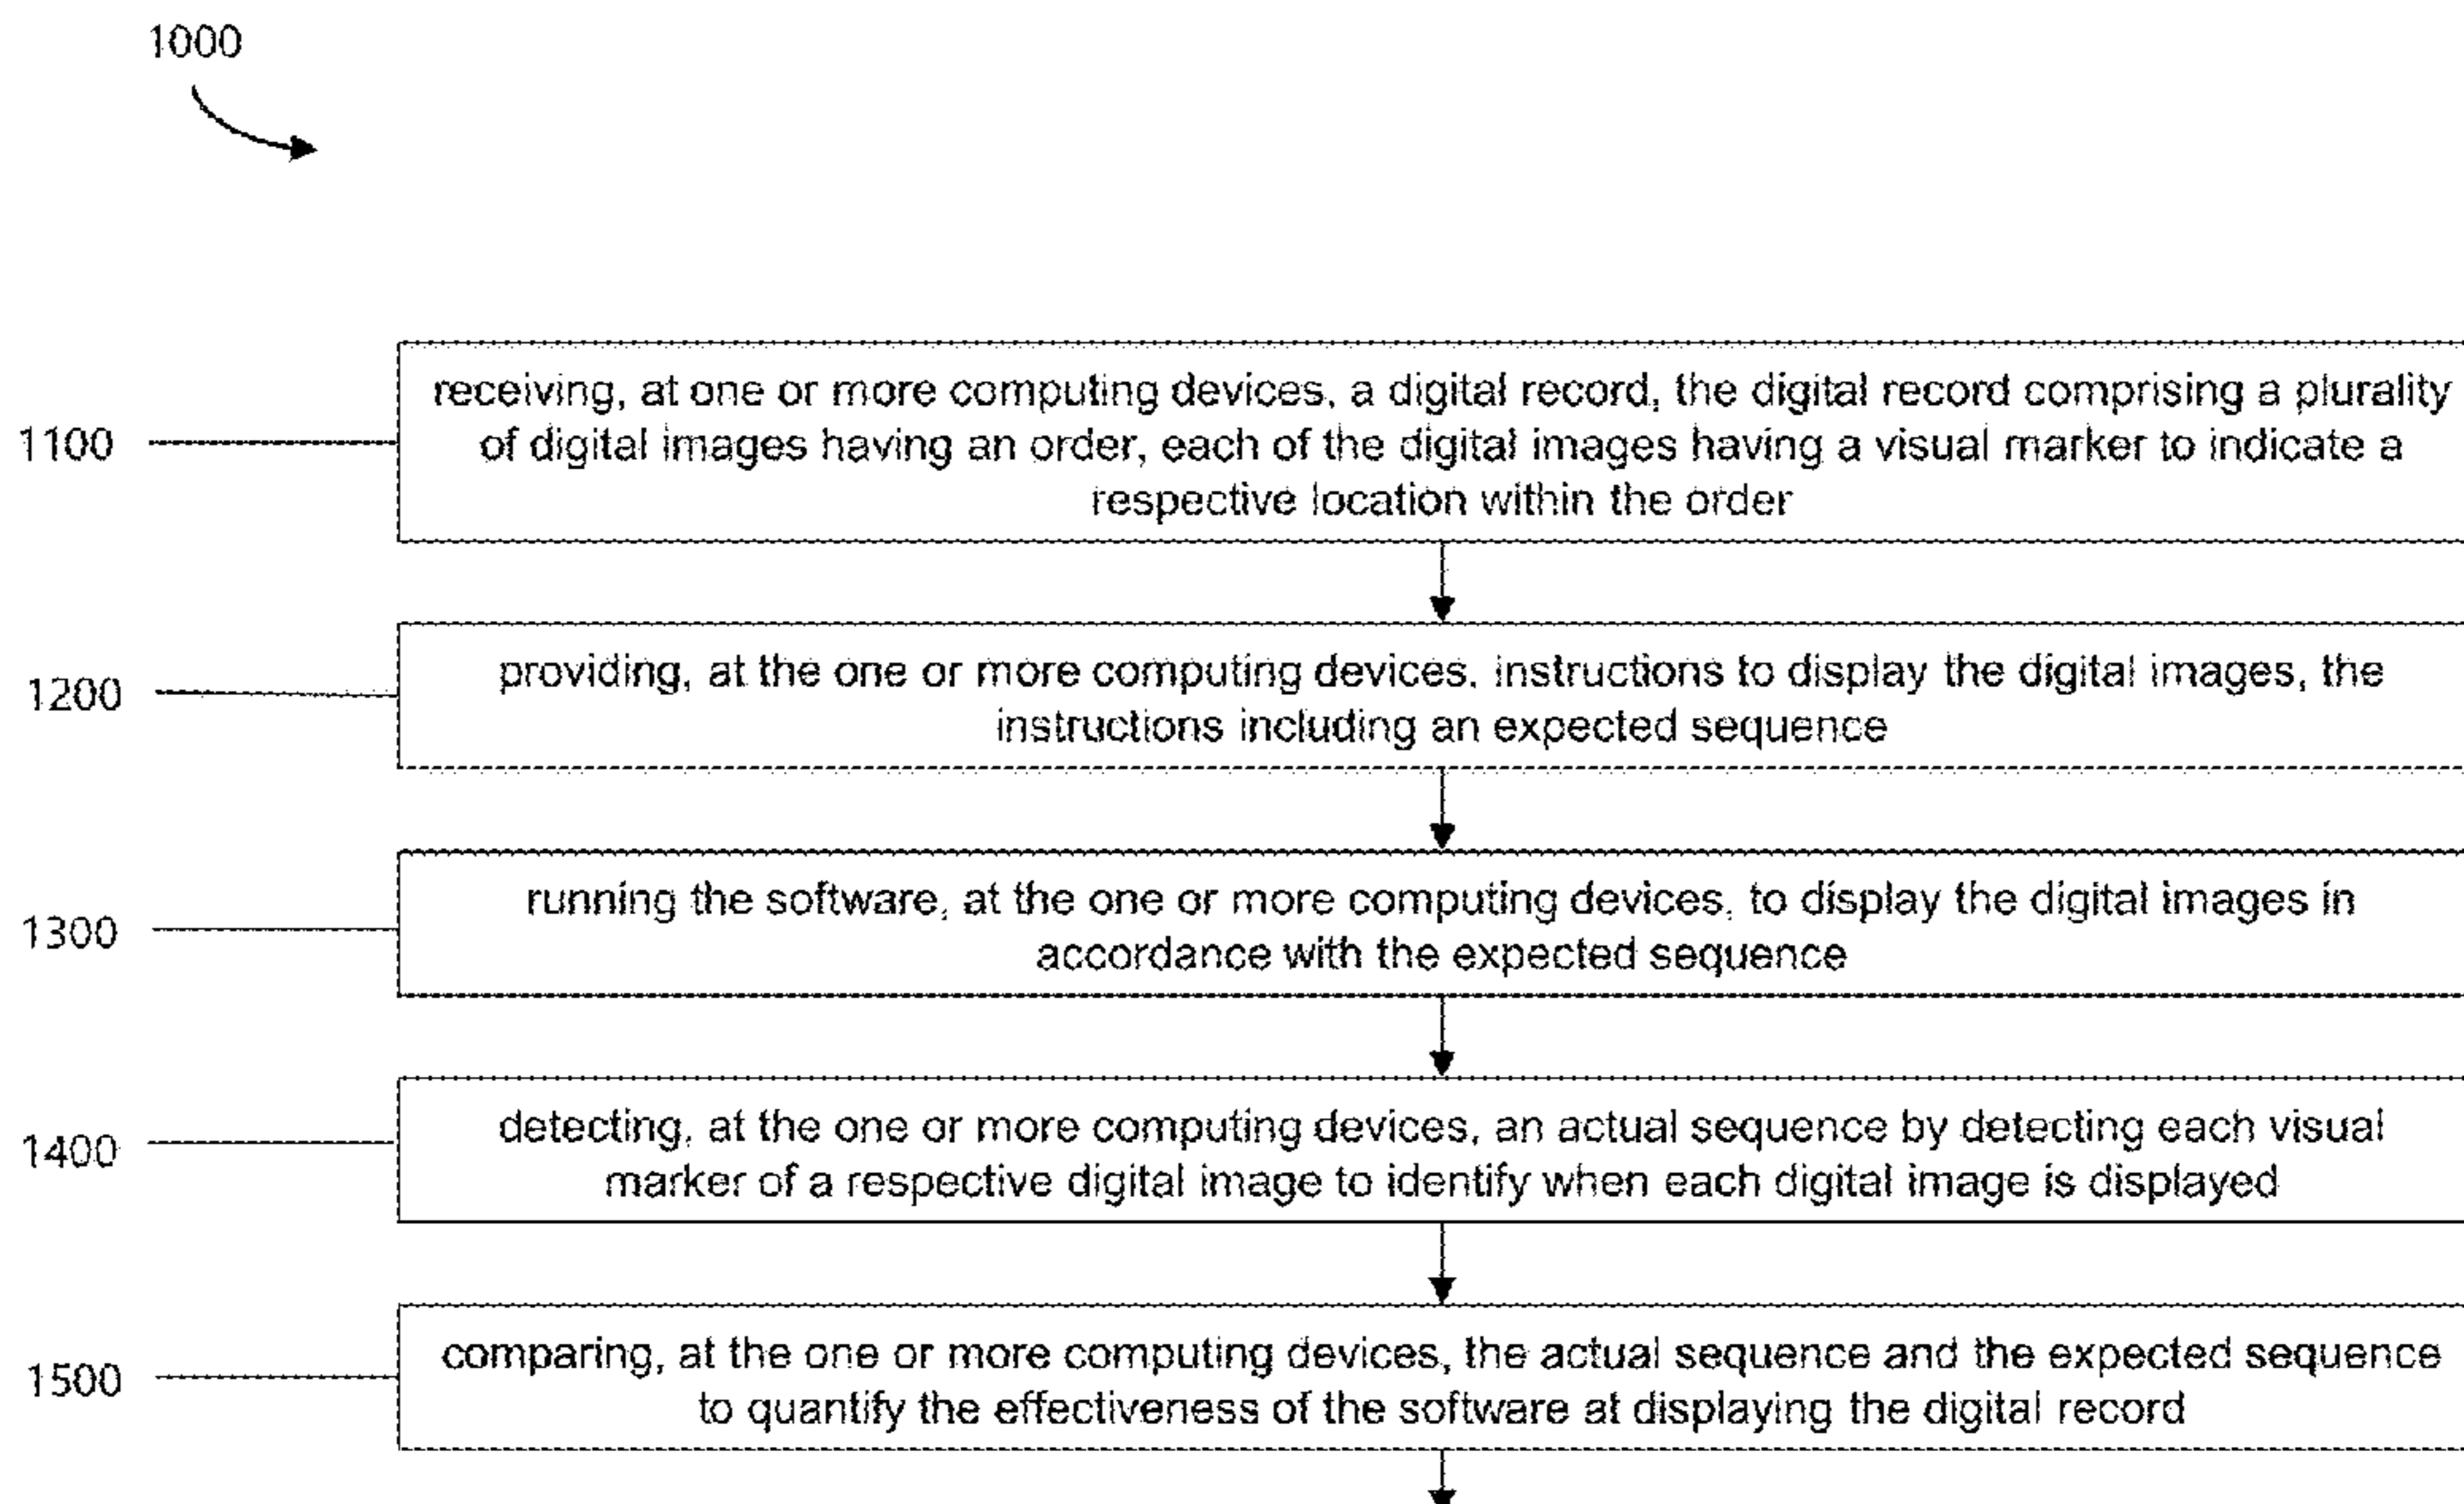 1000
1100
receiving, at one or more computing devices, a digital record, the digital record comprising a plurality
of digital images having an order, each of the digital images having a visual marker to indicate a
respective location within the order
1200
providing, at the one or more computing devices, instructions to display the digital images, the
instructions including an expected sequence
1300
running the software, at the one or more computing devices, to display the digital images in
accordance with the expected sequence
1400
detecting, at the one or more computing devices, an actual sequence by detecting each visual
marker of a respective digital image to identify when each digital image is displayed
1500
comparing, at the one or more computing devices, the actual sequence and the expected sequence
to quantify the effectiveness of the software at displaying the digital record